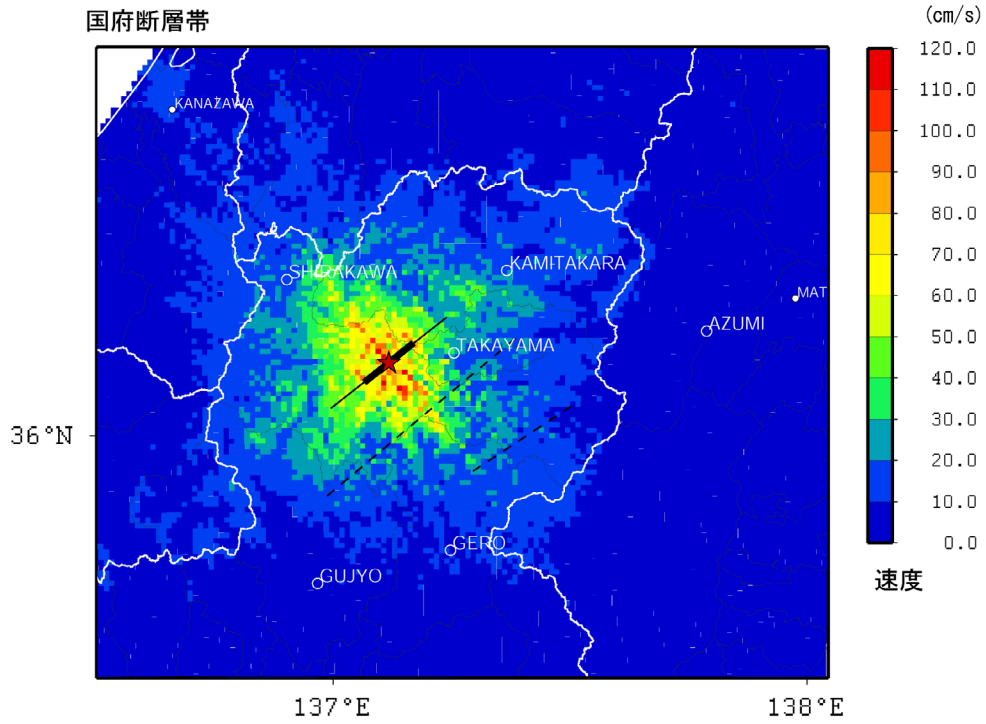 国府断層帯
(cm/s)
120.0
110.0
100.0
90.0
80.0
70.0
60.0
50.0
40.0
30.0
20.0
10.0
0.0
速度
KANAZAWA
SHIRAKAWA
KAMITAKARA
MAT
AZUMI
TAKAYAMA
36°N
GERO
GUJYO
137°E
138°E